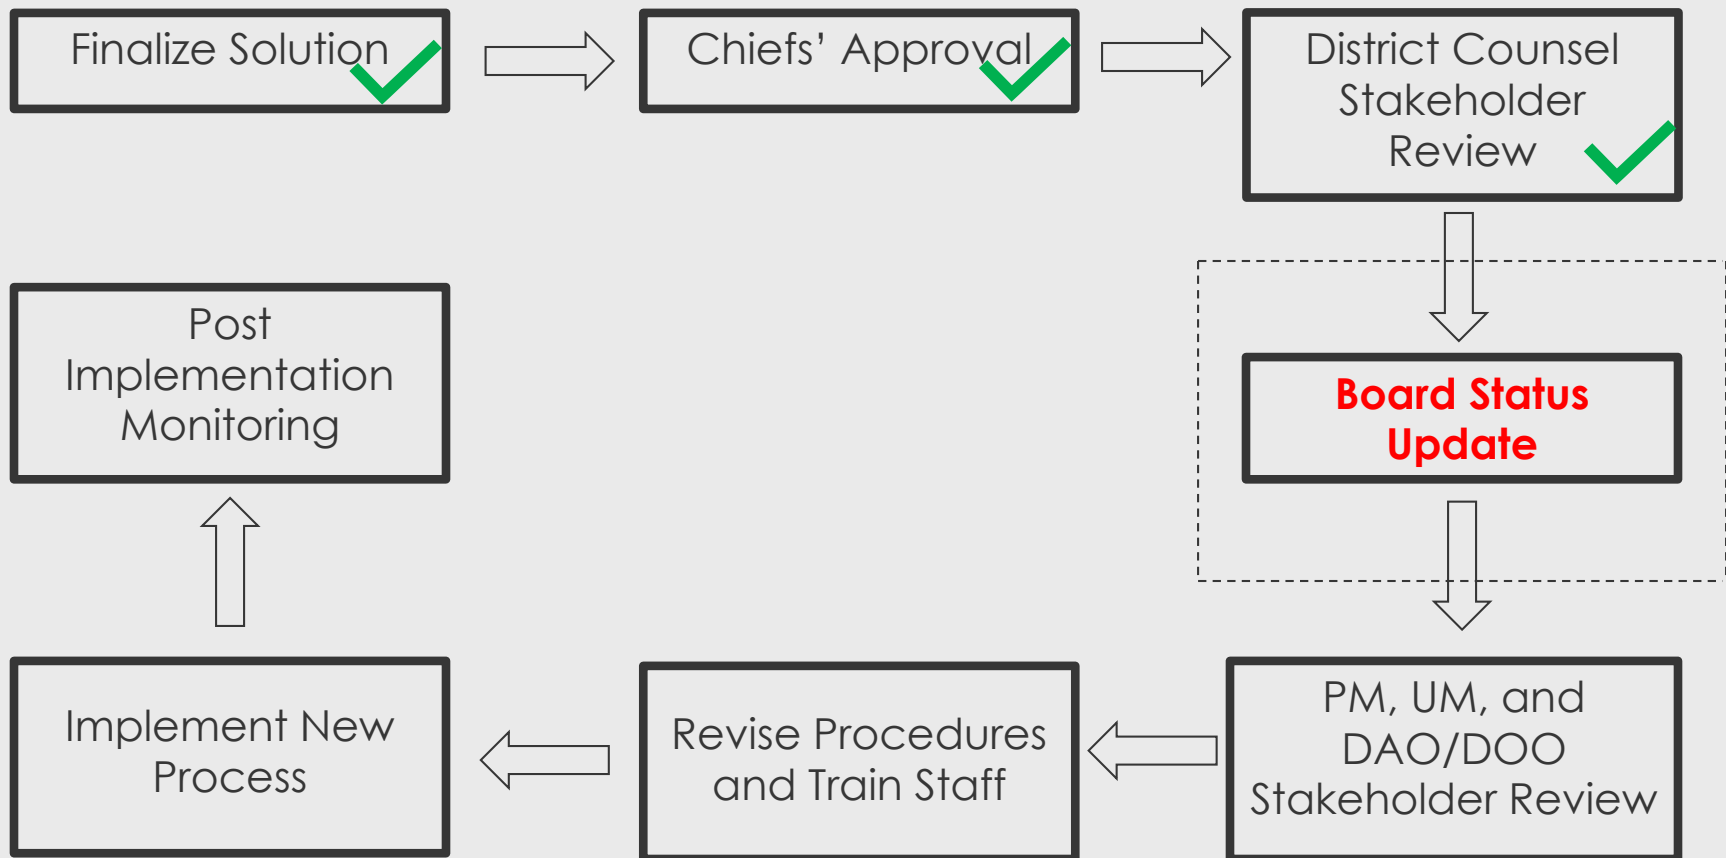 Finalize Solution
Chiefs' Approval
District Counsel
Stakeholder
Review
Board Status
Update
PM, UM, and
DAO/DOO
Stakeholder Review
Revise Procedures
and Train Staff
Implement New
Process
Post
Implementation
Monitoring